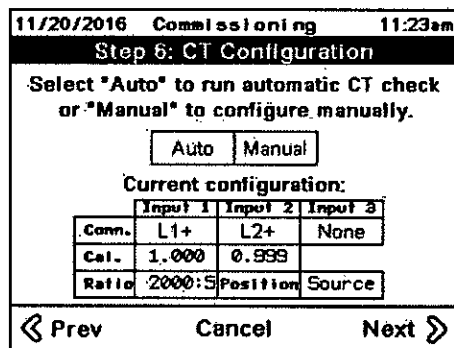 11/20/2016 Commissioning 11:23am
Step 6: CT Configuration
Select "Auto" to run automatic CT check
or "Manual" to configure manually.
Auto Manual
Current configuration:
Input 1 Input 2 Input 3
Conn. L1+ L2+ None
Cal. 1.000 0.999
Ratio 2000:5 Position Source
Prev Cancel Next